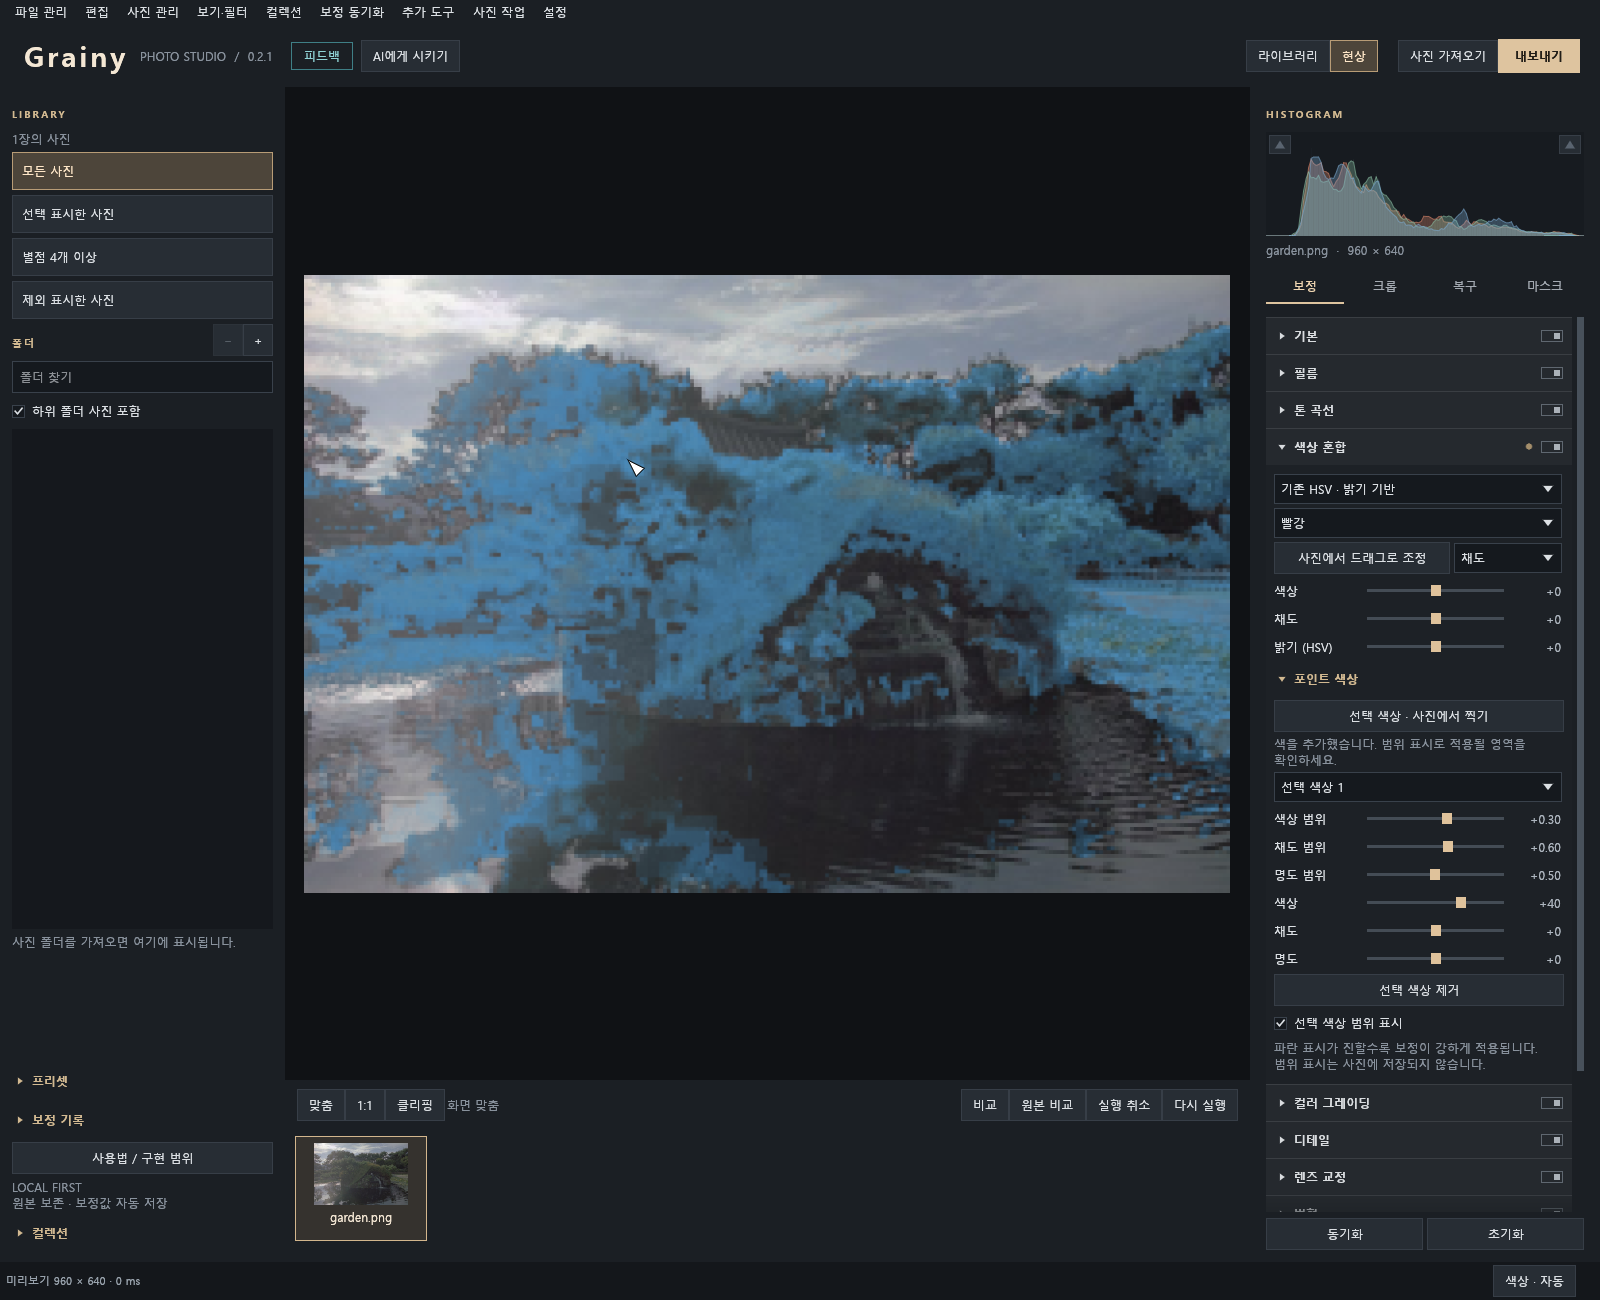 파일 관리 편집 사진 관리 보기·필터 컬렉션 보정 동기화 추가 도구 사진 작업 설정
Grainy PHOTO STUDIO / 0.2.1 피드백 AI에게 시키기 라이브러리 현상 사진 가져오기 내보내기
LIBRARY
1장의 사진
모든 사진
선택 표시한 사진
별점 4개 이상
제외 표시한 사진
폴더 − +
폴더 찾기
하위 폴더 사진 포함
사진 폴더를 가져오면 여기에 표시됩니다.
프리셋
보정 기록
사용법 / 구현 범위
LOCAL FIRST
원본 보존 · 보정값 자동 저장
컬렉션
맞춤 1:1 클리핑 화면 맞춤 비교 원본 비교 실행 취소 다시 실행
garden.png
HISTOGRAM
garden.png · 960 × 640
보정 크롭 복구 마스크
기본
필름
톤 곡선
색상 혼합
기존 HSV · 밝기 기반
빨강
사진에서 드래그로 조정 채도
색상 +0
채도 +0
밝기 (HSV) +0
포인트 색상
선택 색상 · 사진에서 찍기
색을 추가했습니다. 범위 표시로 적용될 영역을
확인하세요.
선택 색상 1
색상 범위 +0.30
채도 범위 +0.60
명도 범위 +0.50
색상 +40
채도 +0
명도 +0
선택 색상 제거
선택 색상 범위 표시
파란 표시가 진할수록 보정이 강하게 적용됩니다.
범위 표시는 사진에 저장되지 않습니다.
컬러 그레이딩
디테일
렌즈 교정
동기화 초기화
미리보기 960 × 640 · 0 ms 색상 · 자동